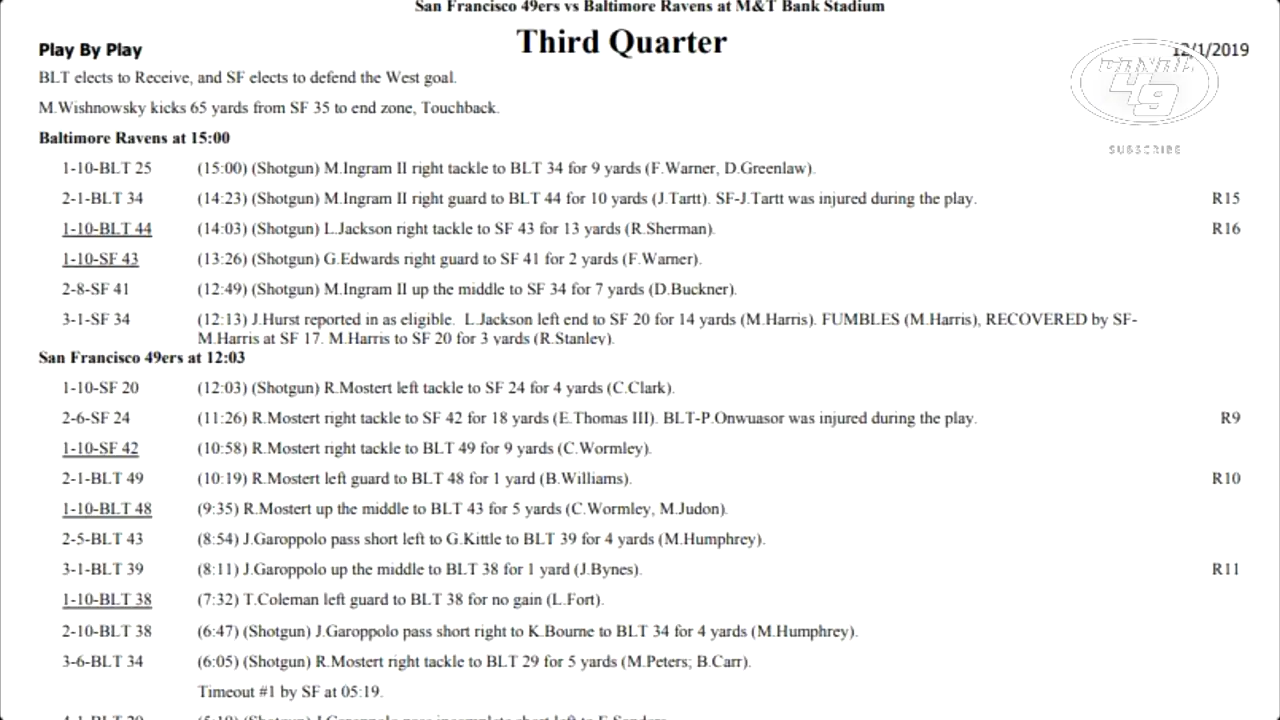 San Francisco 49ers vs Baltimore Ravens at M&T Bank Stadium
Play By Play Third Quarter 12/1/2019
BLT elects to Receive, and SF elects to defend the West goal.
M.Wishnowsky kicks 65 yards from SF 35 to end zone, Touchback.
Baltimore Ravens at 15:00
1-10-BLT 25 (15:00) (Shotgun) M.Ingram II right tackle to BLT 34 for 9 yards (F.Warner, D.Greenlaw).
2-1-BLT 34 (14:23) (Shotgun) M.Ingram II right guard to BLT 44 for 10 yards (J.Tartt). SF-J.Tartt was injured during the play. R15
1-10-BLT 44 (14:03) (Shotgun) L.Jackson right tackle to SF 43 for 13 yards (R.Sherman). R16
1-10-SF 43 (13:26) (Shotgun) G.Edwards right guard to SF 41 for 2 yards (F.Warner).
2-8-SF 41 (12:49) (Shotgun) M.Ingram II up the middle to SF 34 for 7 yards (D.Buckner).
3-1-SF 34 (12:13) J.Hurst reported in as eligible. L.Jackson left end to SF 20 for 14 yards (M.Harris). FUMBLES (M.Harris), RECOVERED by SF-
M.Harris at SF 17. M.Harris to SF 20 for 3 yards (R.Stanley).
San Francisco 49ers at 12:03
1-10-SF 20 (12:03) (Shotgun) R.Mostert left tackle to SF 24 for 4 yards (C.Clark).
2-6-SF 24 (11:26) R.Mostert right tackle to SF 42 for 18 yards (E.Thomas III). BLT-P.Onwuasor was injured during the play. R9
1-10-SF 42 (10:58) R.Mostert right tackle to BLT 49 for 9 yards (C.Wormley).
2-1-BLT 49 (10:19) R.Mostert left guard to BLT 48 for 1 yard (B.Williams). R10
1-10-BLT 48 (9:35) R.Mostert up the middle to BLT 43 for 5 yards (C.Wormley, M.Judon).
2-5-BLT 43 (8:54) J.Garoppolo pass short left to G.Kittle to BLT 39 for 4 yards (M.Humphrey).
3-1-BLT 39 (8:11) J.Garoppolo up the middle to BLT 38 for 1 yard (J.Bynes). R11
1-10-BLT 38 (7:32) T.Coleman left guard to BLT 38 for no gain (L.Fort).
2-10-BLT 38 (6:47) (Shotgun) J.Garoppolo pass short right to K.Bourne to BLT 34 for 4 yards (M.Humphrey).
3-6-BLT 34 (6:05) (Shotgun) R.Mostert right tackle to BLT 29 for 5 yards (M.Peters; B.Carr).
Timeout #1 by SF at 05:19.
49
SUBSCRIBE